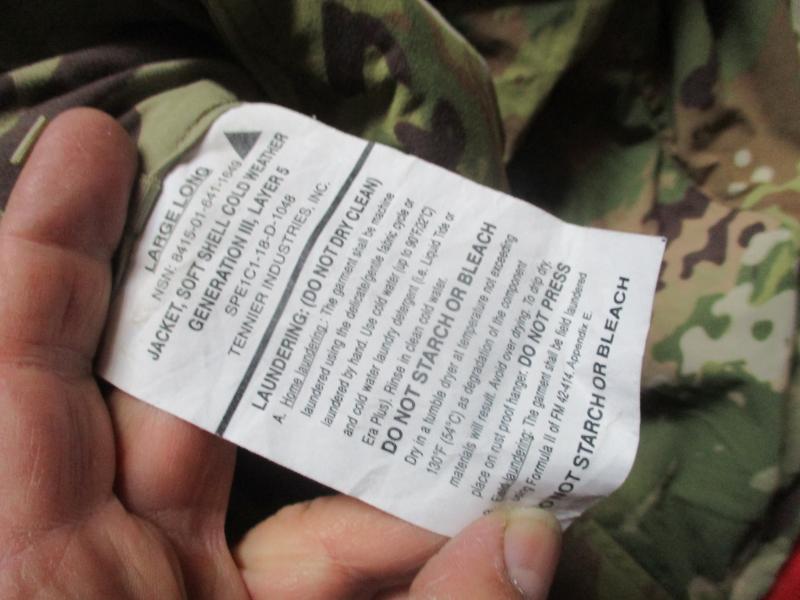 LARGE LONG
NSN: 8415-01-641-1649
JACKET, SOFT SHELL COLD WEATHER
GENERATION III, LAYER 5
SPE1C1-18-D-1048
TENNIER INDUSTRIES, INC.
LAUNDERING: (DO NOT DRY CLEAN)
A. Home laundering: The garment shall be machine
laundered using the delicate/gentle fabric cycle or
laundered by hand. Use cold water (up to 90°F/32°C)
and cold water laundry detergent (i.e. Liquid Tide or
Era Plus). Rinse in clean cold water.
DO NOT STARCH OR BLEACH
Dry in a tumble dryer at temperature not exceeding
130°F (54°C) as degradation of the component
materials will result. Avoid over drying. To drip dry,
place on rust proof hanger. DO NOT PRESS
laundering: The garment shall be field laundered
Formula II of FM 42-414, Appendix E.
NOT STARCH OR BLEACH